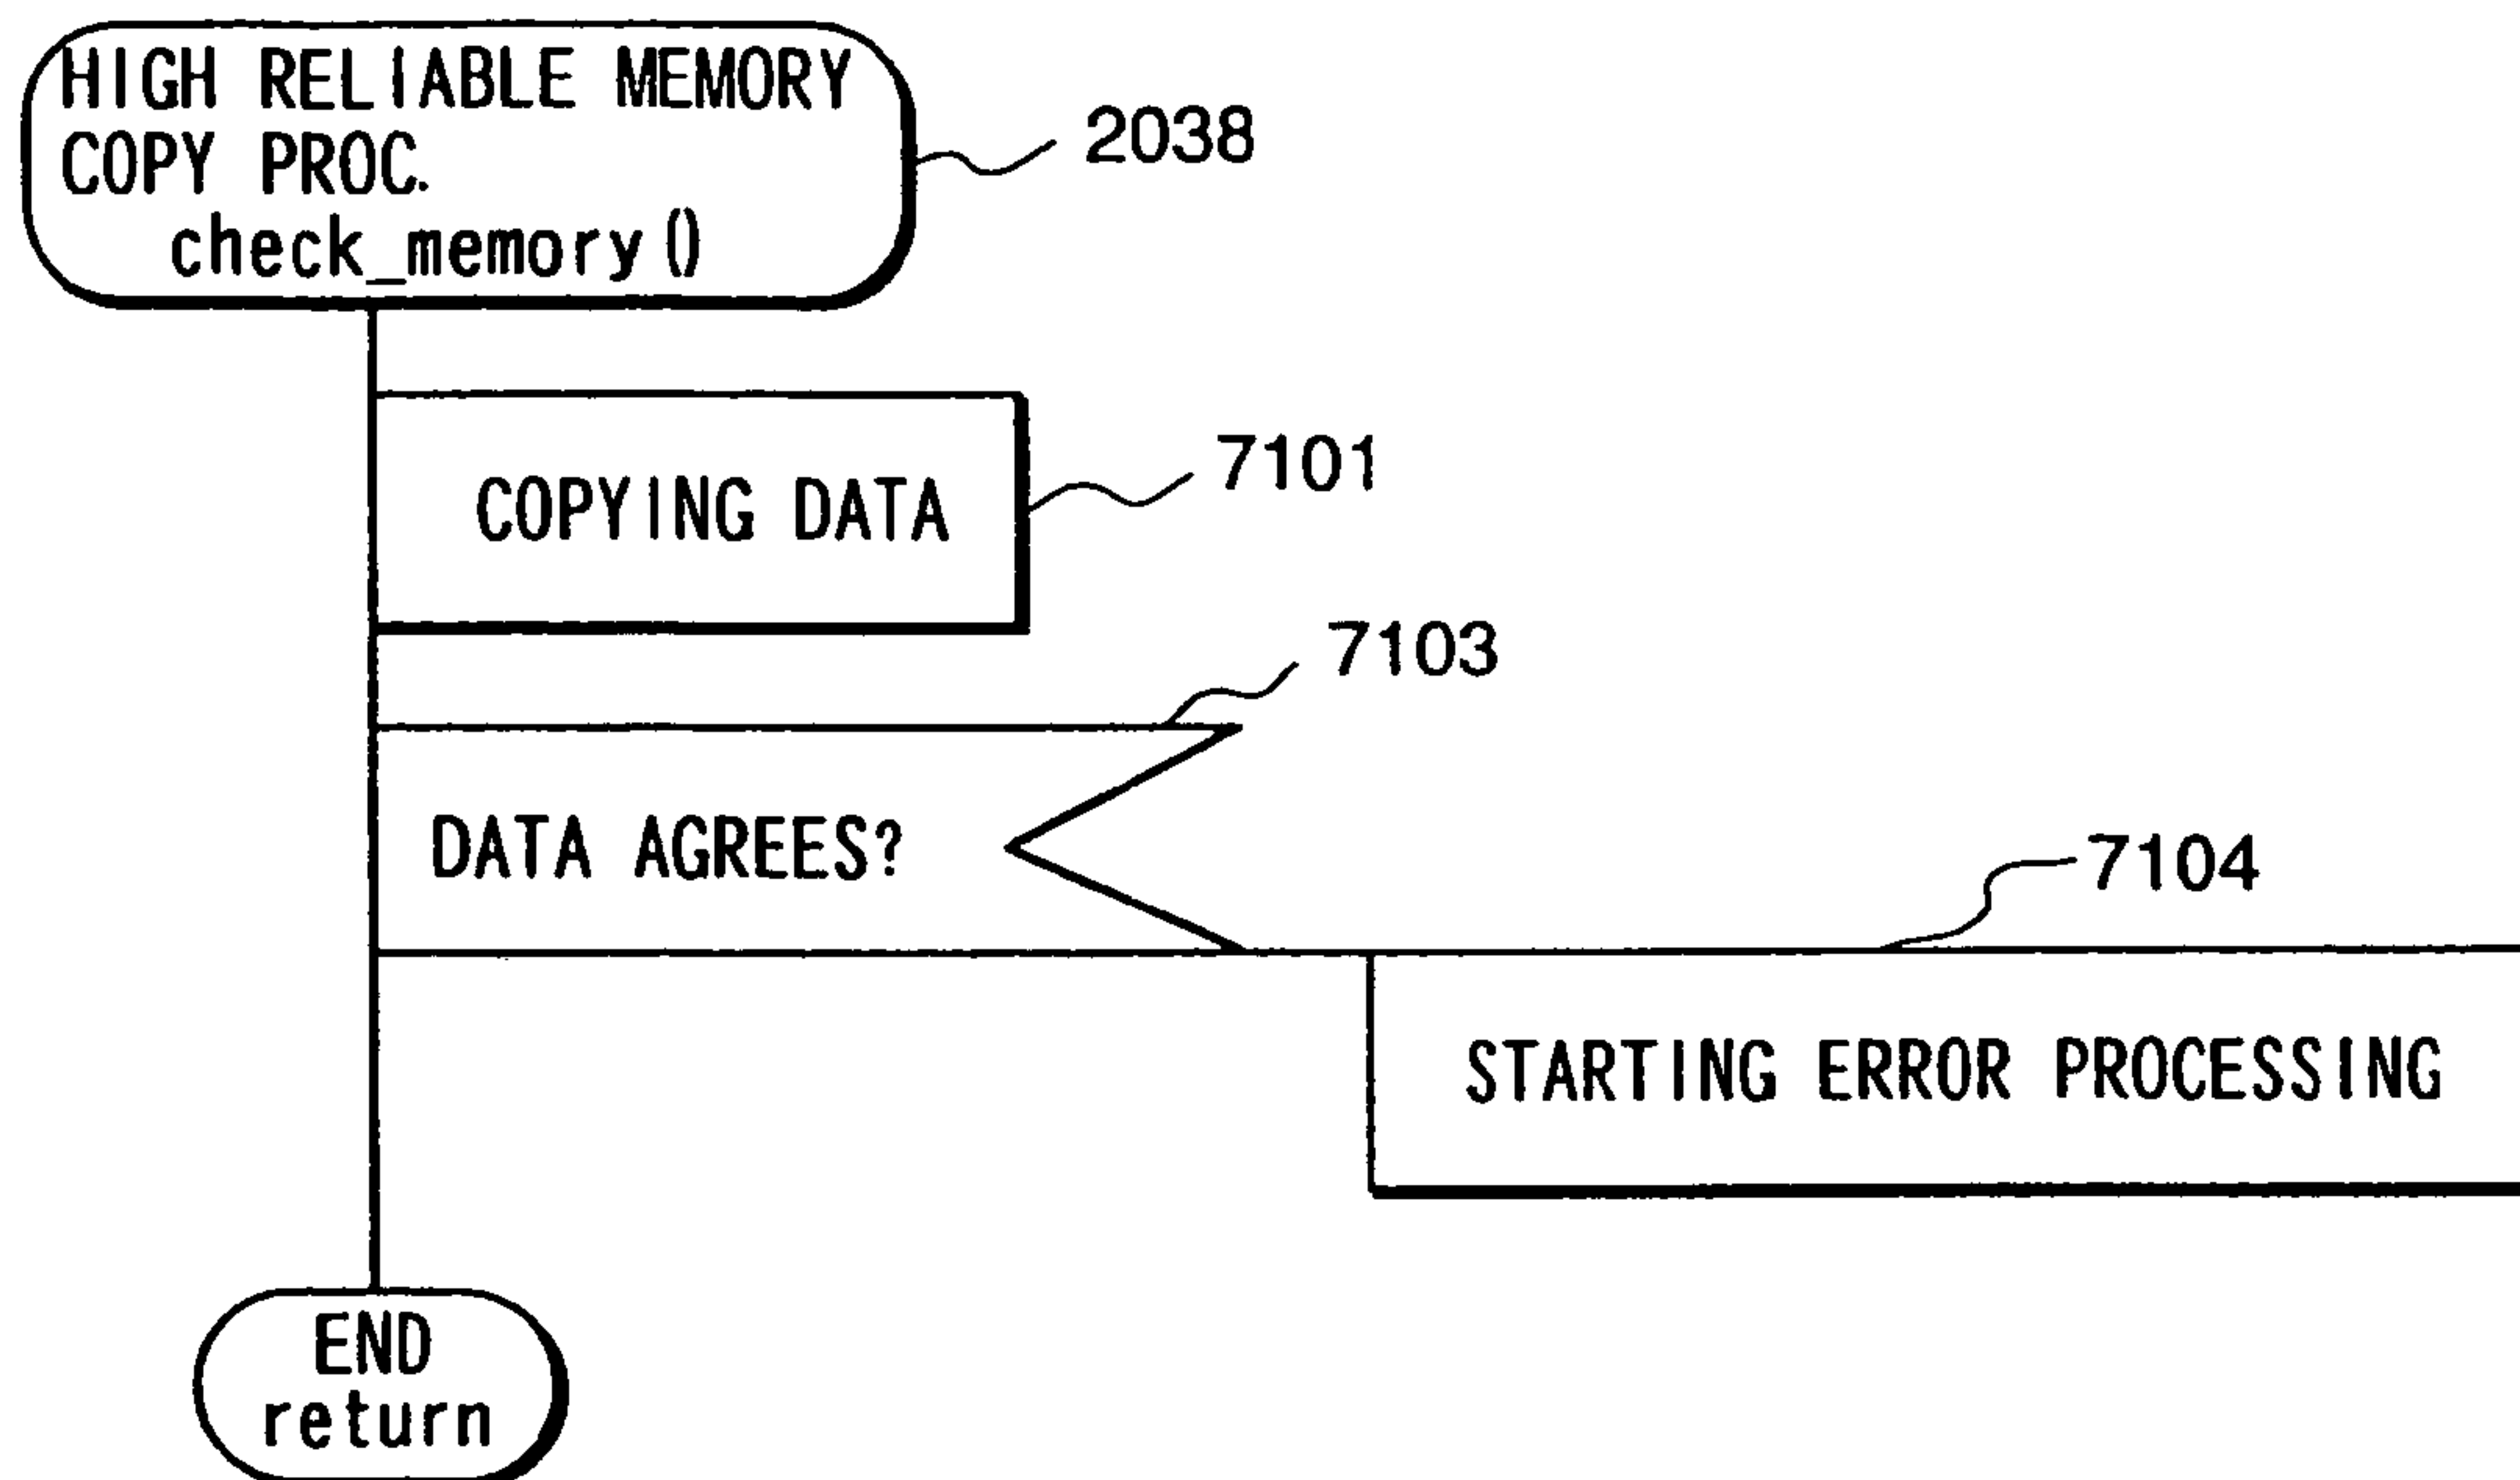 HIGH RELIABLE MEMORY
COPY PROC.
check_memory()
2038
COPYING DATA
7101
7103
DATA AGREES?
7104
STARTING ERROR PROCESSING
END
return